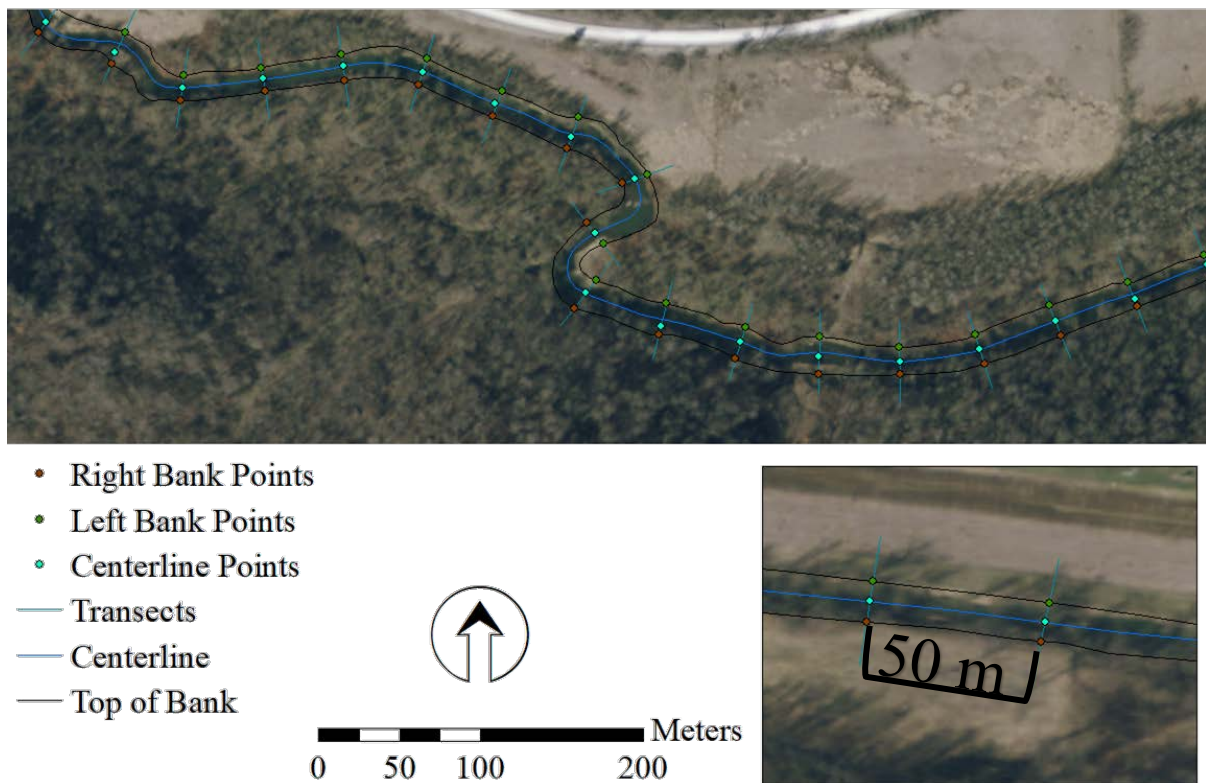 Right Bank Points
Left Bank Points
Centerline Points
Transects
Centerline
Top of Bank
Meters
0 50 100 200
50 m